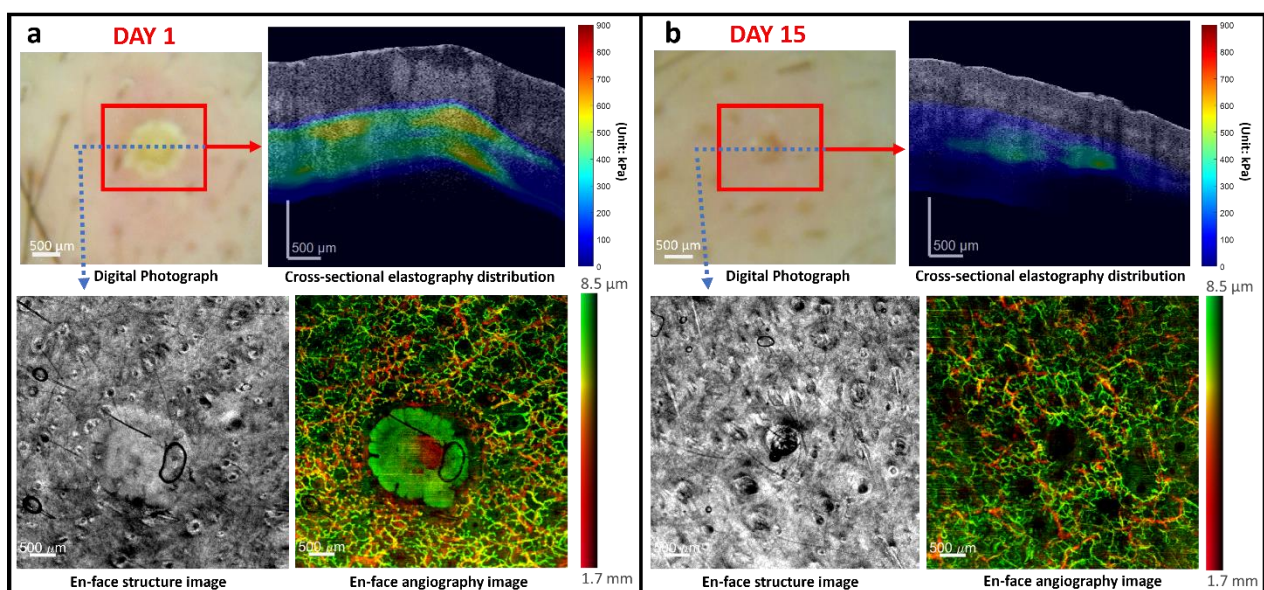 a
DAY 1
500 µm
Digital Photograph
500 µm
Cross-sectional elastography distribution
900
800
700
600
500
400
300
200
100
0
(Unit: kPa)
500 µm
En-face structure image
500 µm
En-face angiography image
8.5 µm
1.7 mm
b
DAY 15
500 µm
Digital Photograph
500 µm
Cross-sectional elastography distribution
900
800
700
600
500
400
300
200
100
0
(Unit: kPa)
500 µm
En-face structure image
500 µm
En-face angiography image
8.5 µm
1.7 mm